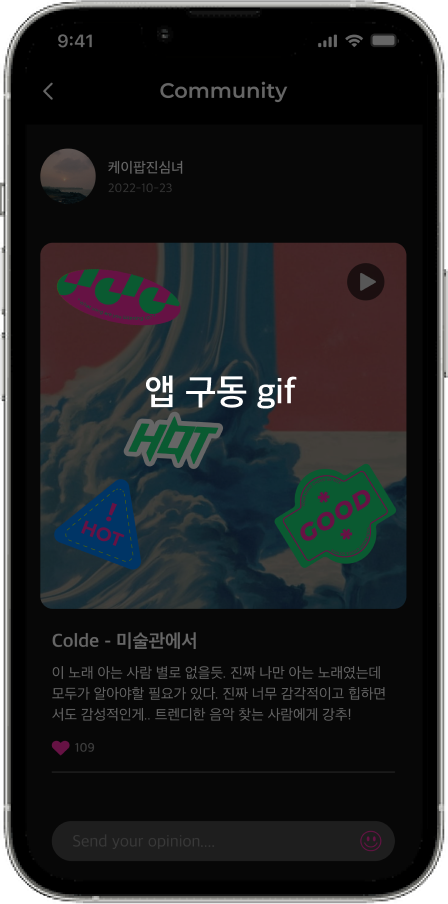 9:41
Community
케이팝진심녀
2022-10-23
앱 구동 gif
HOT
! HOT
GOOD
Colde - 미술관에서
이 노래 아는 사람 별로 없을듯. 진짜 나만 아는 노래였는데
모두가 알아야할 필요가 있다. 진짜 너무 감각적이고 힙하면
서도 감성적인게.. 트렌디한 음악 찾는 사람에게 강추!
109
Send your opinion....